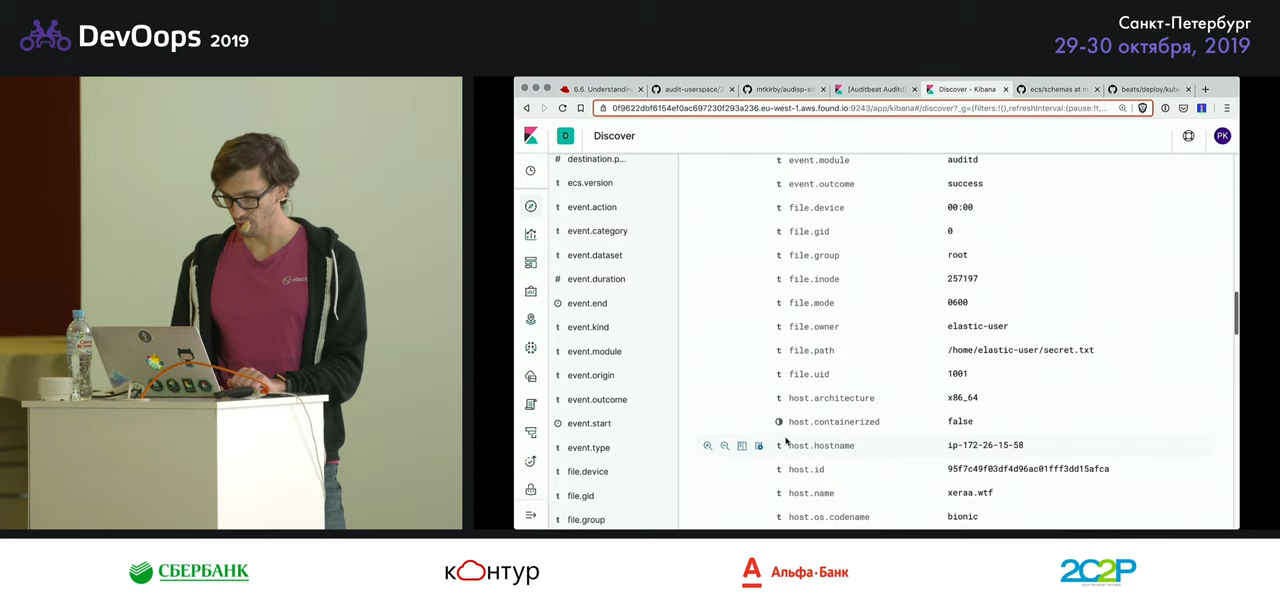 DevOops 2019
Санкт-Петербург
29-30 октября, 2019
6.6. Understanding
audit-userspace/
mtkirby/audisp-si
[Auditbeat Auditd]
Discover - Kibana
ecs/schemas at m
beats/deploy/kube
0f9622dbf6154ef0ac697230f293a236.eu-west-1.aws.found.io:9243/app/kibana#/discover?_g=(filters:!(),refreshInterval:(pause:!t,...
D
Discover
PK
# destination.p...
t ecs.version
t event.action
t event.category
t event.dataset
# event.duration
event.end
t event.kind
t event.module
t event.origin
t event.outcome
event.start
t event.type
t file.device
t file.gid
t file.group
t event.module auditd
t event.outcome success
t file.device 00:00
t file.gid 0
t file.group root
t file.inode 257197
t file.mode 0600
t file.owner elastic-user
t file.path /home/elastic-user/secret.txt
t file.uid 1001
t host.architecture x86_64
host.containerized false
t host.hostname ip-172-26-15-58
t host.id 95f7c49f03df4d96ac01fff3dd15afca
t host.name xeraa.wtf
t host.os.codename bionic
elastic
СБЕРБАНК
кОнтур
Альфа·Банк
2C2P